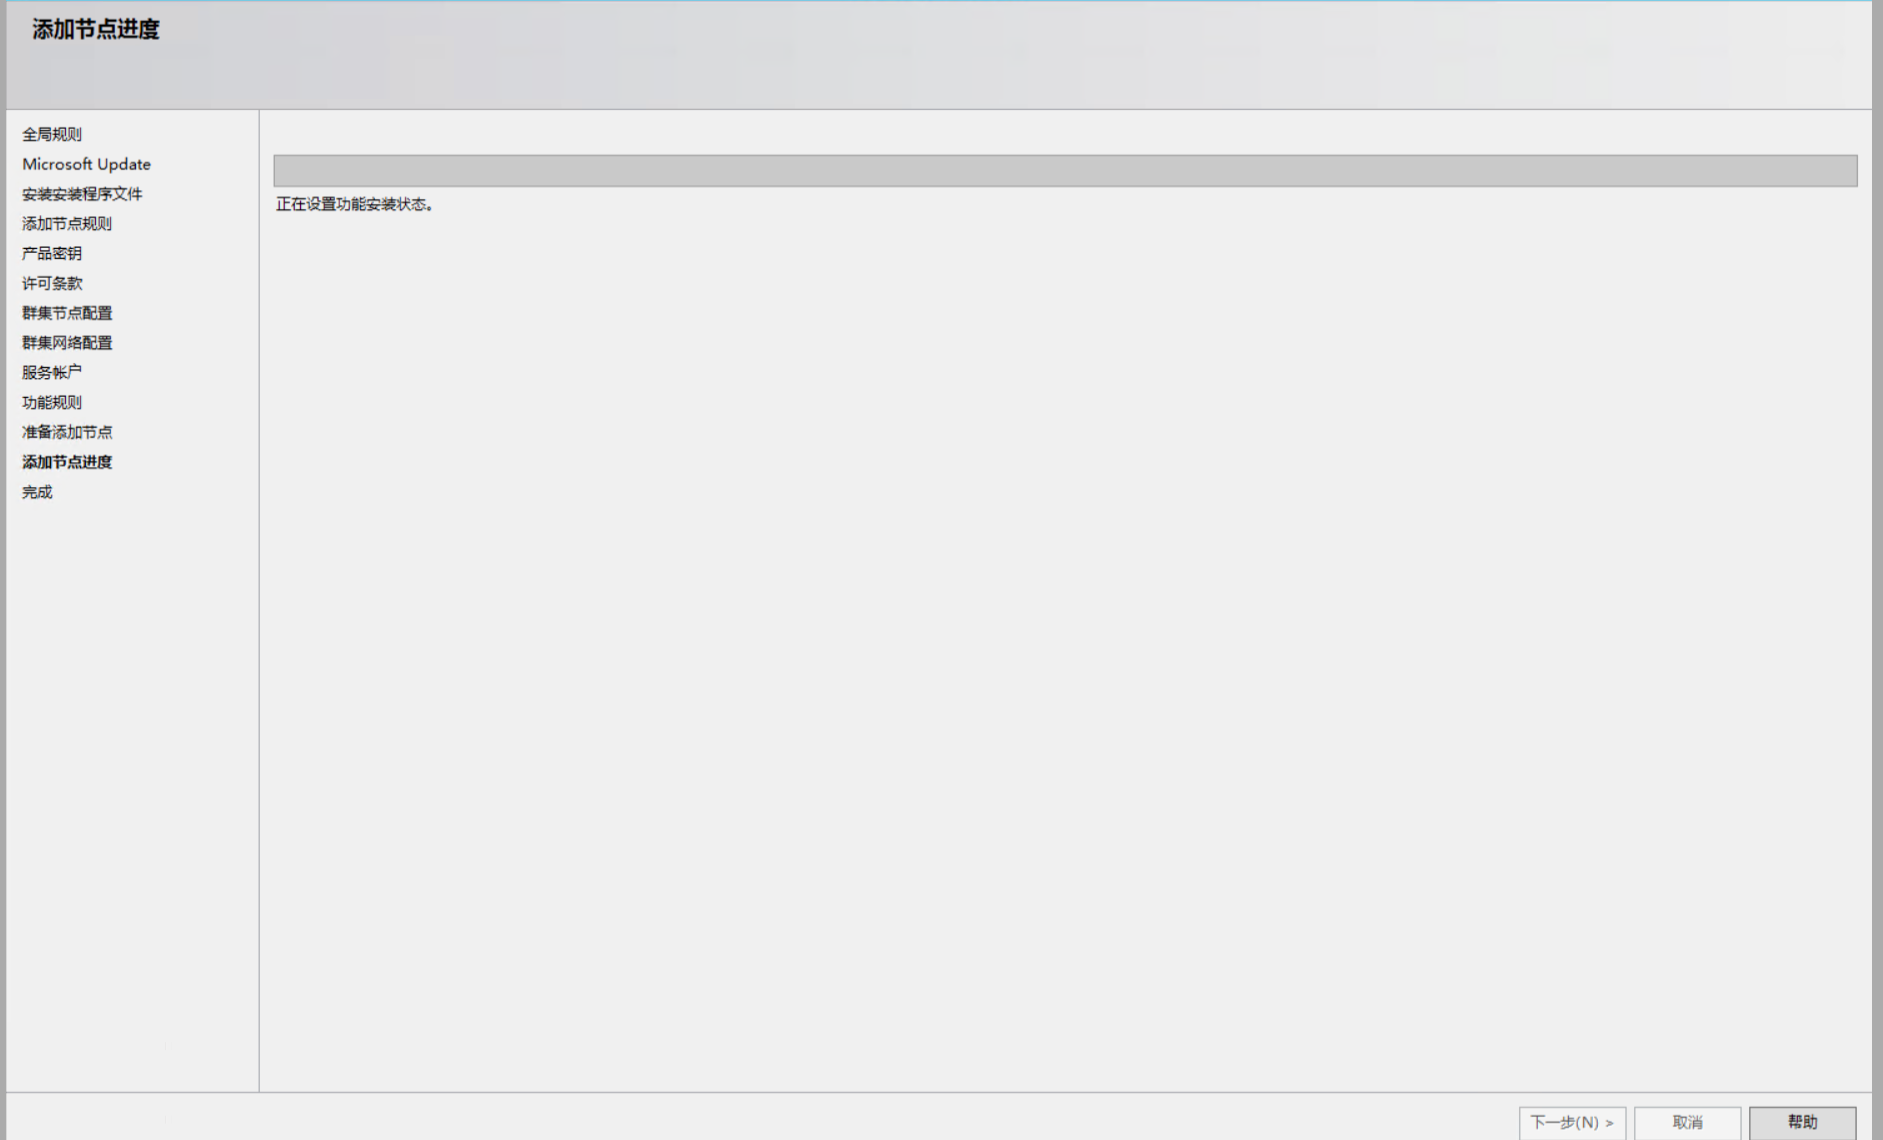 添加节点进度
全局规则
Microsoft Update
安装安装程序文件
添加节点规则
产品密钥
许可条款
群集节点配置
群集网络配置
服务帐户
功能规则
准备添加节点
添加节点进度
完成
正在设置功能安装状态。
下一步(N) >
取消
帮助